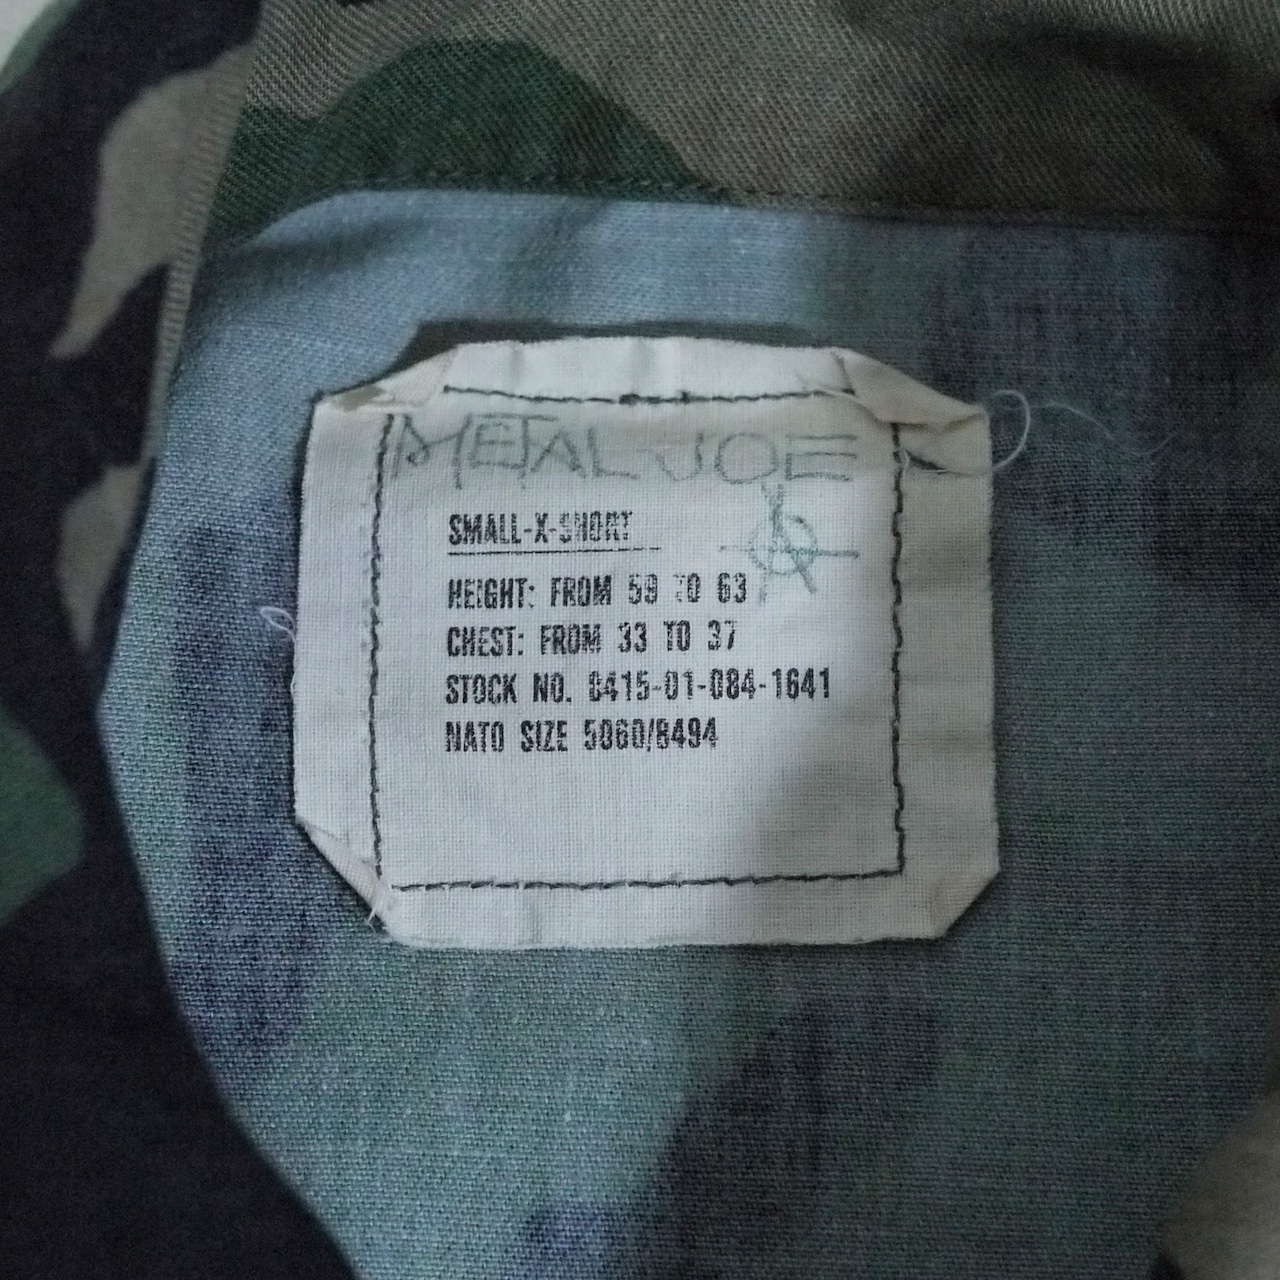 METAL JOE
SMALL-X-SHORT
HEIGHT: FROM 59 TO 63
CHEST: FROM 33 TO 37
STOCK NO. 8415-01-084-1641
NATO SIZE 5060/8494